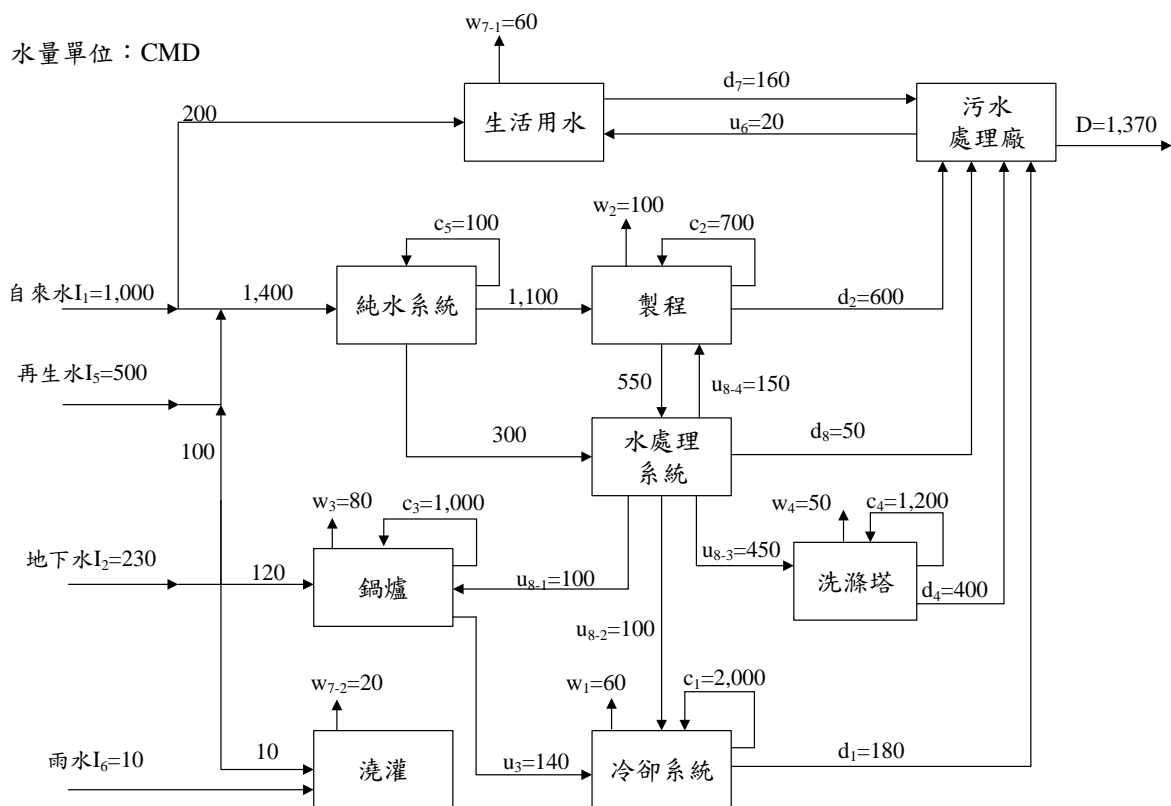 水量單位：CMD
w7-1=60
200
生活用水
d7=160
u6=20
污水
處理廠
D=1,370
自來水I1=1,000
1,400
c5=100
純水系統
1,100
w2=100
c2=700
製程
d2=600
再生水I5=500
100
300
550
u8-4=150
水處理
系統
d8=50
地下水I2=230
120
w3=80
c3=1,000
鍋爐
u8-1=100
u8-2=100
u8-3=450
w4=50
c4=1,200
洗滌塔
d4=400
雨水I6=10
10
w7-2=20
澆灌
u3=140
w1=60
c1=2,000
冷卻系統
d1=180